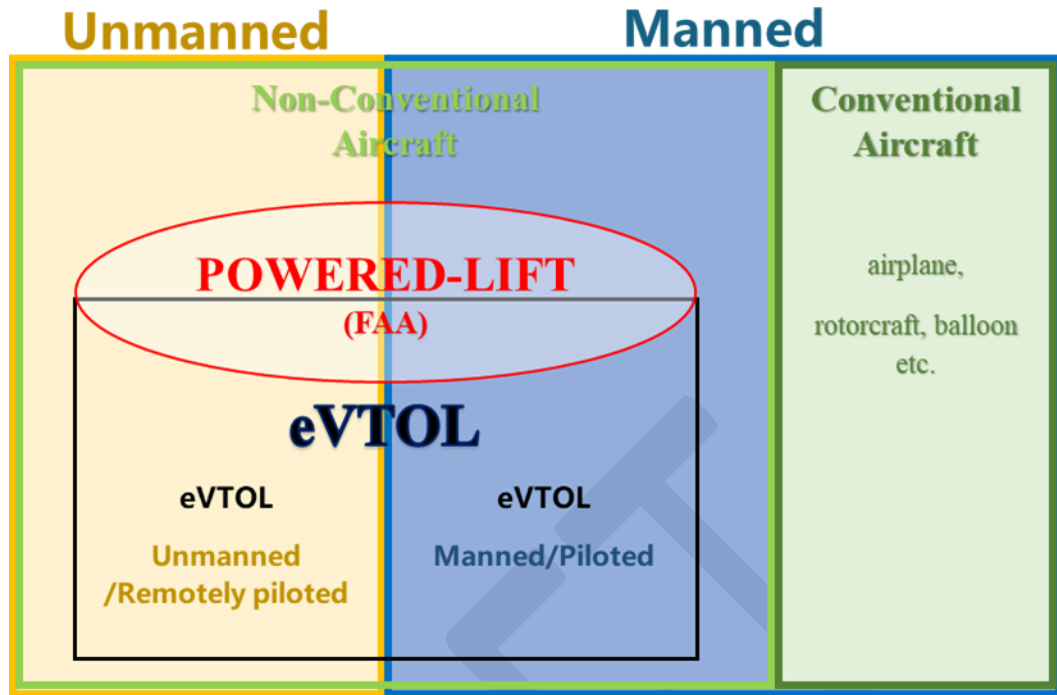 Unmanned
Manned
Non-Conventional
Aircraft
Conventional
Aircraft
airplane,
rotorcraft, balloon
etc.
POWERED-LIFT
(FAA)
eVTOL
eVTOL
Unmanned
/Remotely piloted
eVTOL
Manned/Piloted